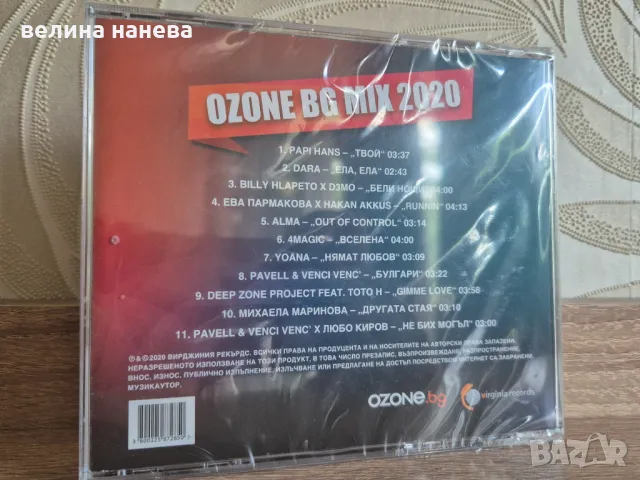 велина нанева
OZONE BG MIX 2020
1. PAPI HANS – „ТВОЙ“ 03:37
2. DARA – „ЕЛА, ЕЛА“ 02:43
3. BILLY HLAPETO X D3MO – „БЕЛИ НОЩИ“ 04:00
4. ЕВА ПАРМАКОВА X HAKAN AKKUS – „RUNNIN“ 04:13
5. ALMA – „OUT OF CONTROL“ 03:14
6. 4MAGIC – „ВСЕЛЕНА“ 04:00
7. YOANA – „НЯМАТ ЛЮБОВ“ 03:09
8. PAVELL & VENCI VENC' – „БУЛГАРИ“ 03:22
9. DEEP ZONE PROJECT FEAT. TOTO H – „GIMME LOVE“ 03:58
10. МИХАЕЛА МАРИНОВА – „ДРУГАТА СТАЯ“ 03:10
11. PAVELL & VENCI VENC' X ЛЮБО КИРОВ – „НЕ БИХ МОГЪЛ“ 03:00
℗&©2020 ВИРДЖИНИЯ РЕКЪРДС. ВСИЧКИ ПРАВА НА ПРОДУЦЕНТА И НА НОСИТЕЛИТЕ НА АВТОРСКИ ПРАВА ЗАПАЗЕНИ.
НЕРАЗРЕШЕНОТО ИЗПОЛЗВАНЕ НА ТОЗИ ПРОДУКТ, В ТОВА ЧИСЛО ПРЕЗАПИС, ВЪЗПРОИЗВЕЖДАНЕ, РАЗПРОСТРАНЕНИЕ,
ВНОС, ИЗНОС, ПУБЛИЧНО ИЗПЪЛНЕНИЕ, ИЗЛЪЧВАНЕ ИЛИ ПРЕДЛАГАНЕ НА ДОСТЪП ПОСРЕДСТВОМ ИНТЕРНЕТ СА ЗАБРАНЕНИ.
МУЗИКАУТОР.
OZONE.bg
virginia records
BAZAR
bg